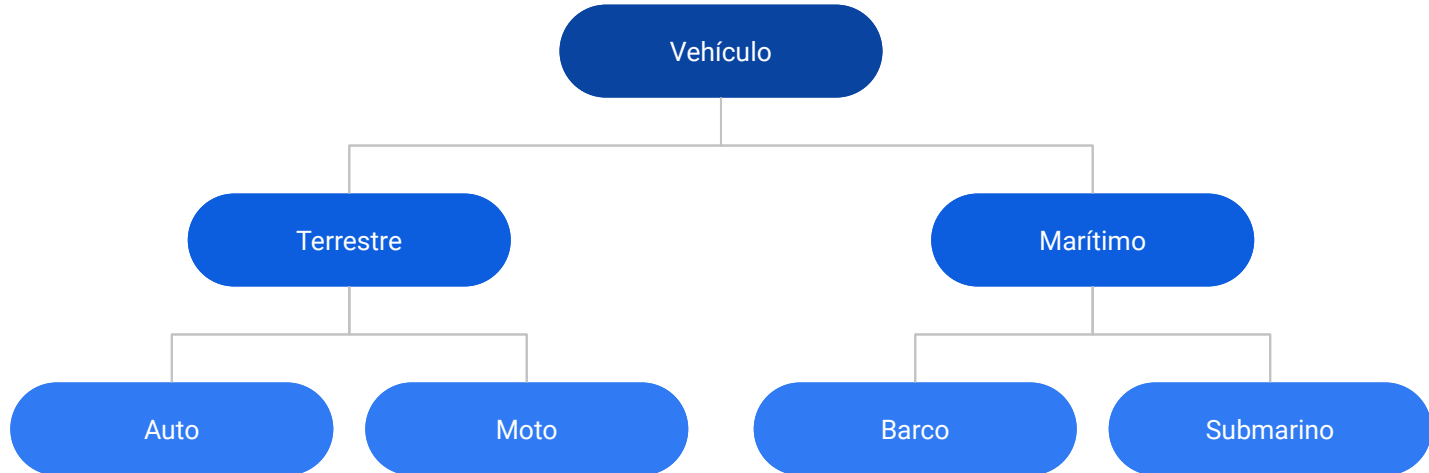 Vehículo
Terrestre
Marítimo
Auto
Moto
Barco
Submarino